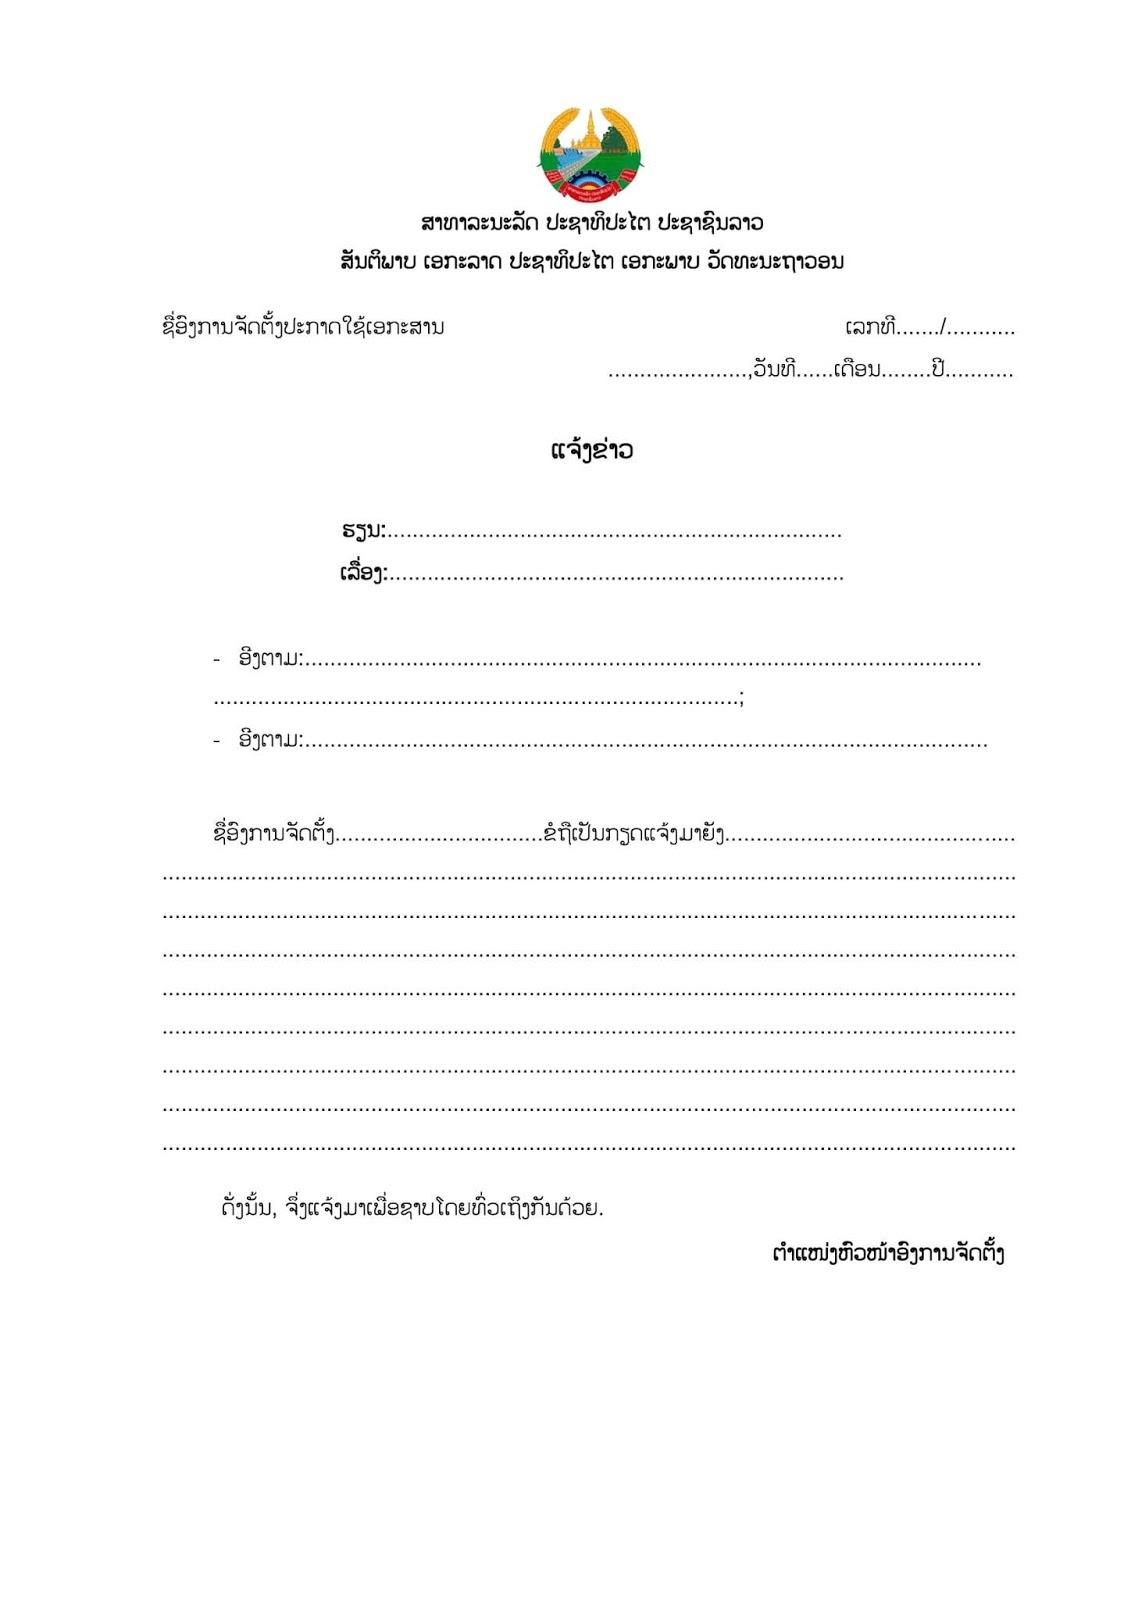 ສາທາລະນະລັດ ປະຊາທິປະໄຕ ປະຊາຊົນລາວ
ສັນຕິພາບ ເອກະລາດ ປະຊາທິປະໄຕ ເອກະພາບ ວັດທະນະຖາວອນ
ຊື່ອົງການຈັດຕັ້ງປະກາດໃຊ້ເອກະສານ ເລກທີ......./...........
......................,ວັນທີ......ເດືອນ........ປີ...........
ແຈ້ງຂ່າວ
ຮຽນ:........................................................................
ເລື່ອງ:........................................................................
- ອີງຕາມ:...........................................................................................................
...................................................................................;
- ອີງຕາມ:............................................................................................................
ຊື່ອົງການຈັດຕັ້ງ.................................ຂໍຖືເປັນກຽດແຈ້ງມາຍັງ..............................................
.......................................................................................................................................
.......................................................................................................................................
.......................................................................................................................................
.......................................................................................................................................
.......................................................................................................................................
.......................................................................................................................................
.......................................................................................................................................
.......................................................................................................................................
ດັ່ງນັ້ນ, ຈຶ່ງແຈ້ງມາເພື່ອຊາບໂດຍທົ່ວເຖິງກັນດ້ວຍ.
ຕຳແໜ່ງຫົວໜ້າອົງການຈັດຕັ້ງ